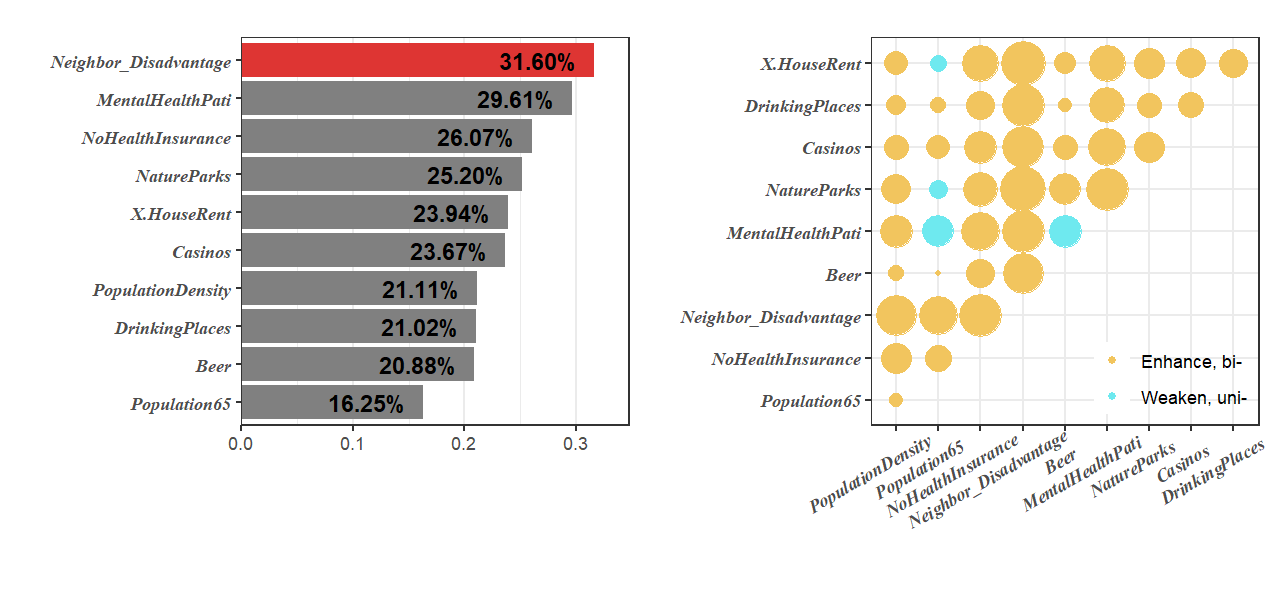 Neighbor_Disadvantage 31.60%
MentalHealthPati 29.61%
NoHealthInsurance 26.07%
NatureParks 25.20%
X.HouseRent 23.94%
Casinos 23.67%
PopulationDensity 21.11%
DrinkingPlaces 21.02%
Beer 20.88%
Population65 16.25%
0.0 0.1 0.2 0.3
X.HouseRent
DrinkingPlaces
Casinos
NatureParks
MentalHealthPati
Beer
Neighbor_Disadvantage
NoHealthInsurance
Population65
Enhance, bi-
Weaken, uni-
PopulationDensity
Population65
NoHealthInsurance
Neighbor_Disadvantage
Beer
MentalHealthPati
NatureParks
Casinos
DrinkingPlaces